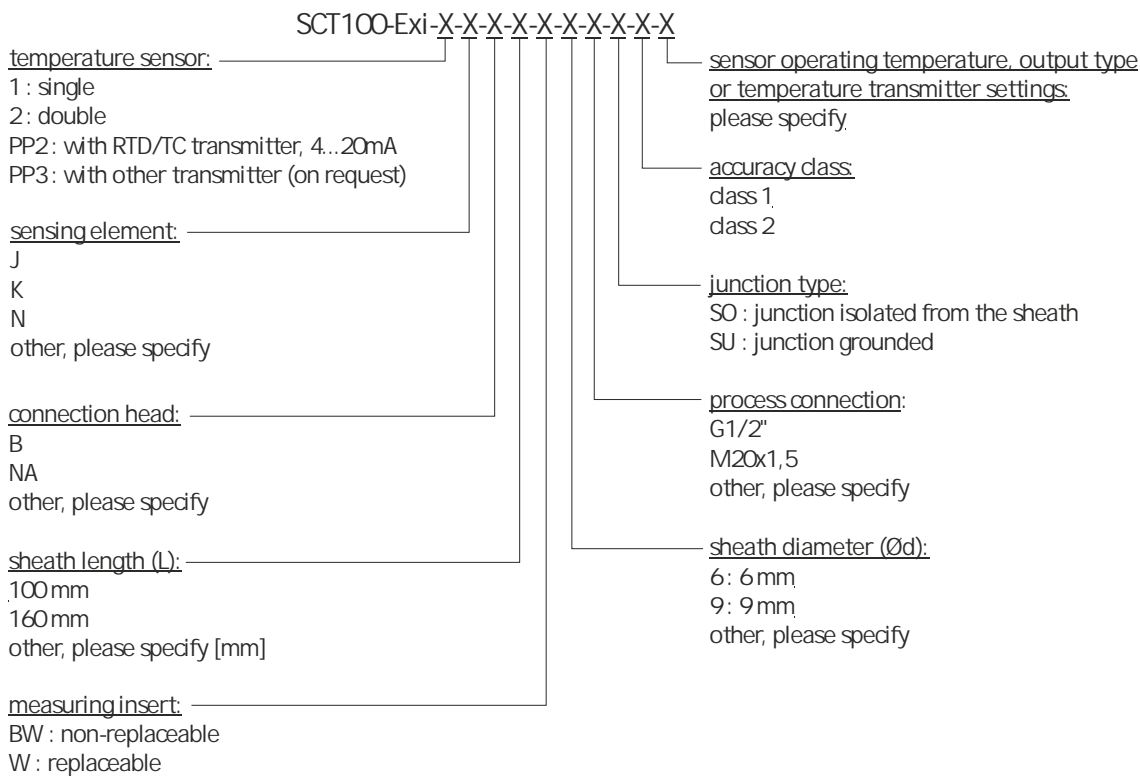 SCT100-Exi-X-X-X-X-X-X-X-X-X-X
temperature sensor:
1 : single
2 : double
PP2 : with RTD/TC transmitter, 4...20mA
PP3 : with other transmitter (on request)
sensing element:
J
K
N
other, please specify
connection head:
B
NA
other, please specify
sheath length (L):
100 mm
160 mm
other, please specify [mm]
measuring insert:
BW : non-replaceable
W : replaceable
sensor operating temperature, output type
or temperature transmitter settings:
please specify
accuracy class:
class 1
class 2
junction type:
SO : junction isolated from the sheath
SU : junction grounded
process connection:
G1/2"
M20x1,5
other, please specify
sheath diameter (Ød):
6 : 6 mm
9 : 9 mm
other, please specify